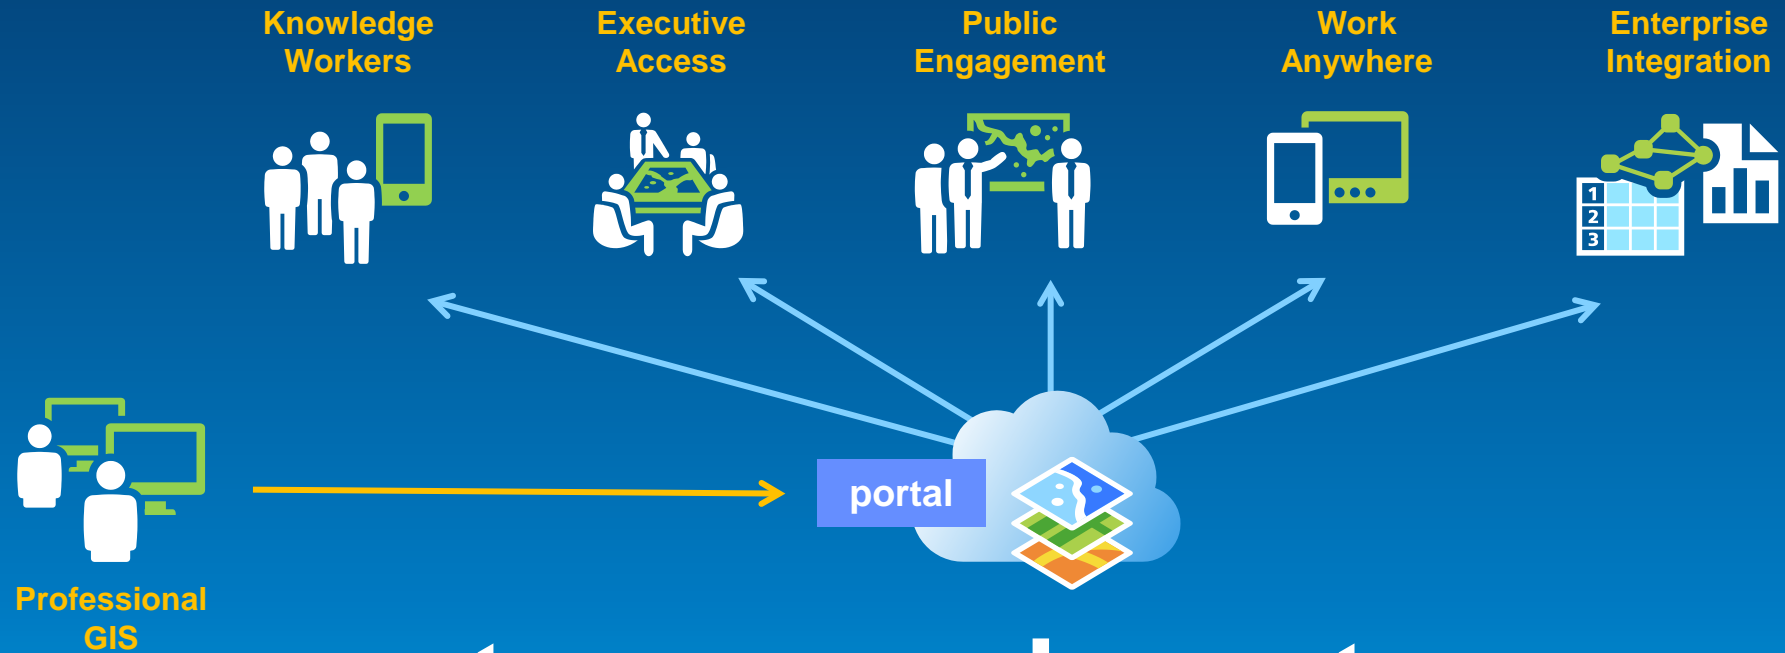 Knowledge
Workers
Executive
Access
Public
Engagement
Work
Anywhere
Enterprise
Integration
1
2
3
portal
Professional
GIS